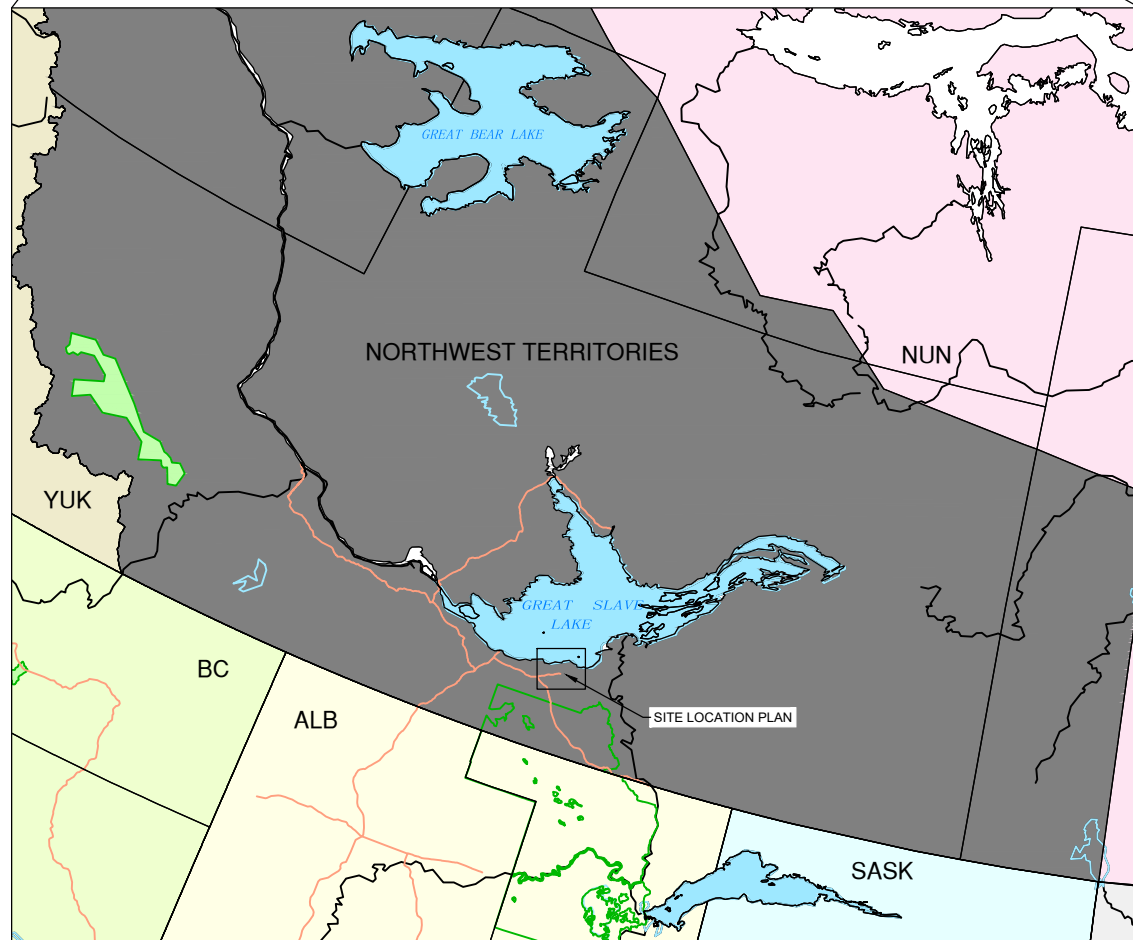 GREAT BEAR LAKE
NORTHWEST TERRITORIES
NUN
YUK
GREAT SLAVE
LAKE
BC
ALB
SITE LOCATION PLAN
SASK